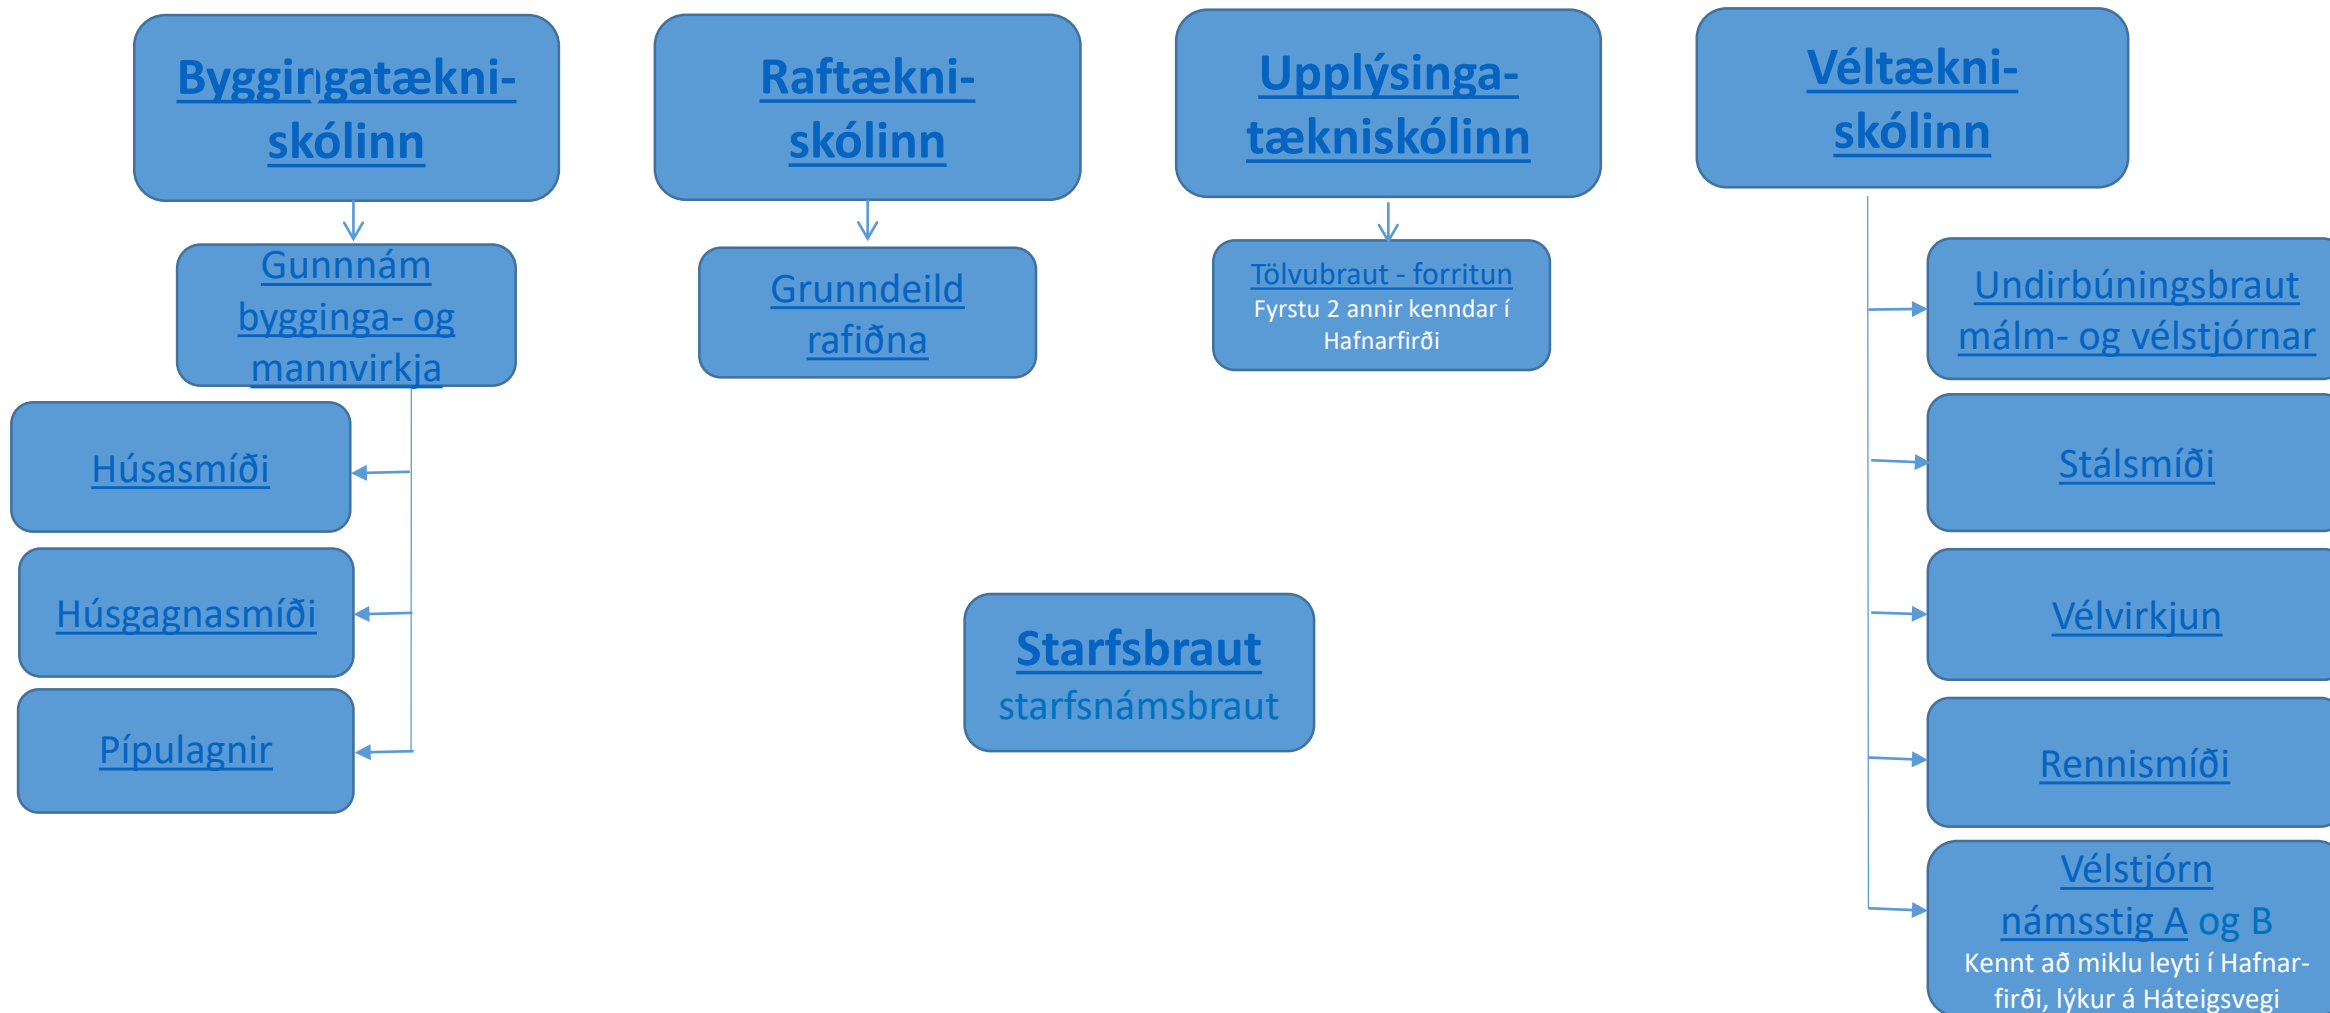 Byggingatækni-
skólinn
Raftækni-
skólinn
Upplýsinga-
tækniskólinn
Véltækni-
skólinn
Gunnnám
bygginga- og
mannvirkja
Grunndeild
rafiðna
Tölvubraut - forritun
Fyrstu 2 annir kenndar í
Hafnarfirði
Undirbúningsbraut
málm- og vélstjórnar
Húsasmíði
Stálsmíði
Húsgagnasmíði
Vélvirkjun
Starfsbraut
starfsnámsbraut
Pípulagnir
Rennismíði
Vélstjórn
námsstig A og B
Kennt að miklu leyti í Hafnar-
firði, lýkur á Háteigsvegi